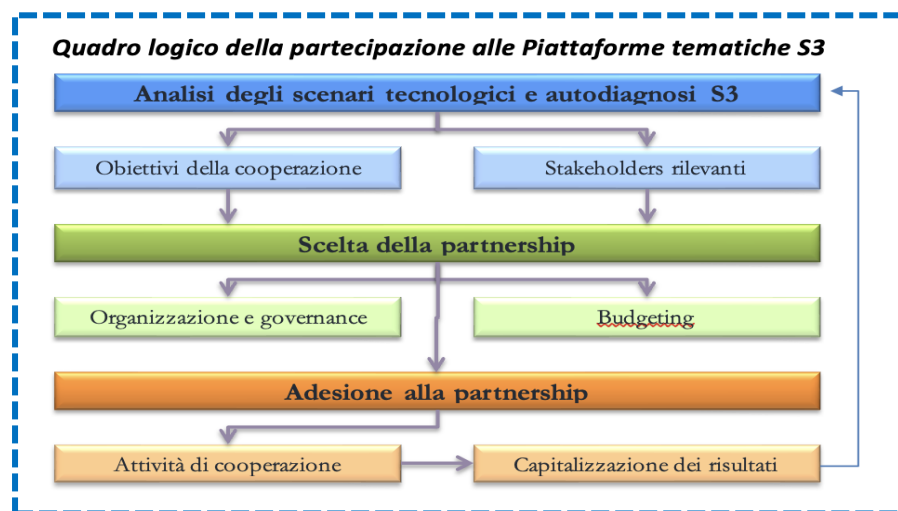 Quadro logico della partecipazione alle Piattaforme tematiche S3
Analisi degli scenari tecnologici e autodiagnosi S3
Obiettivi della cooperazione
Stakeholders rilevanti
Scelta della partnership
Organizzazione e governance
Budgeting
Adesione alla partnership
Attività di cooperazione
Capitalizzazione dei risultati